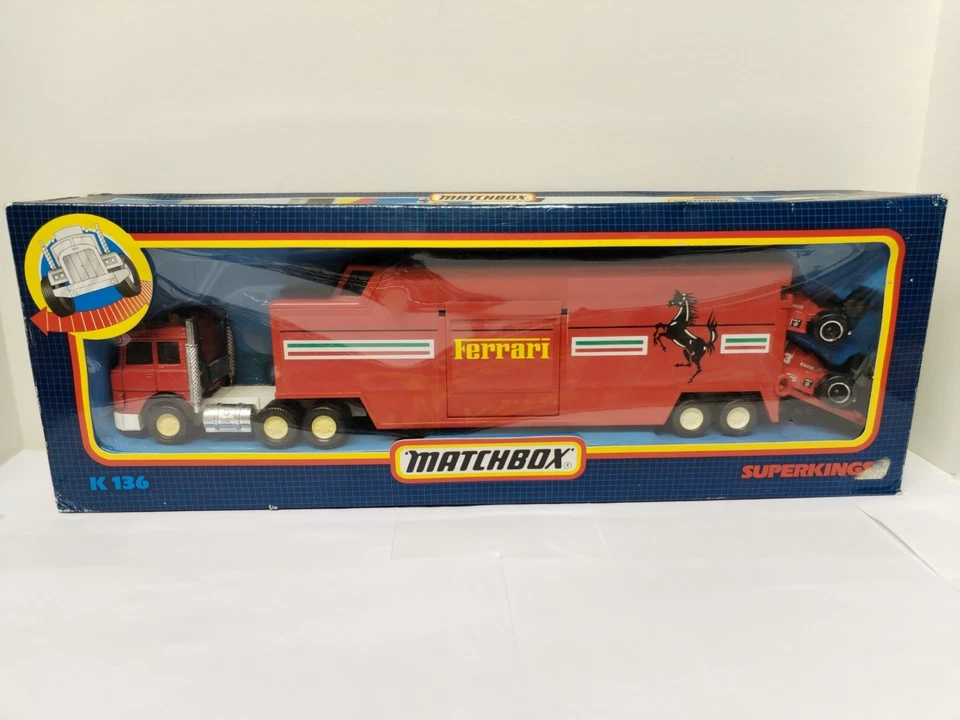 MATCHBOX
Ferrari
MATCHBOX®
K 136
SUPERKINGS